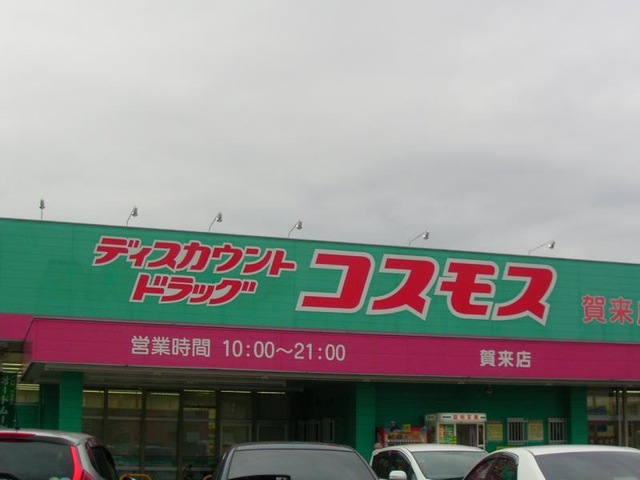 ディスカウント
ドラッグ
コスモス
賀来店
営業時間 10:00～21:00
賀来店